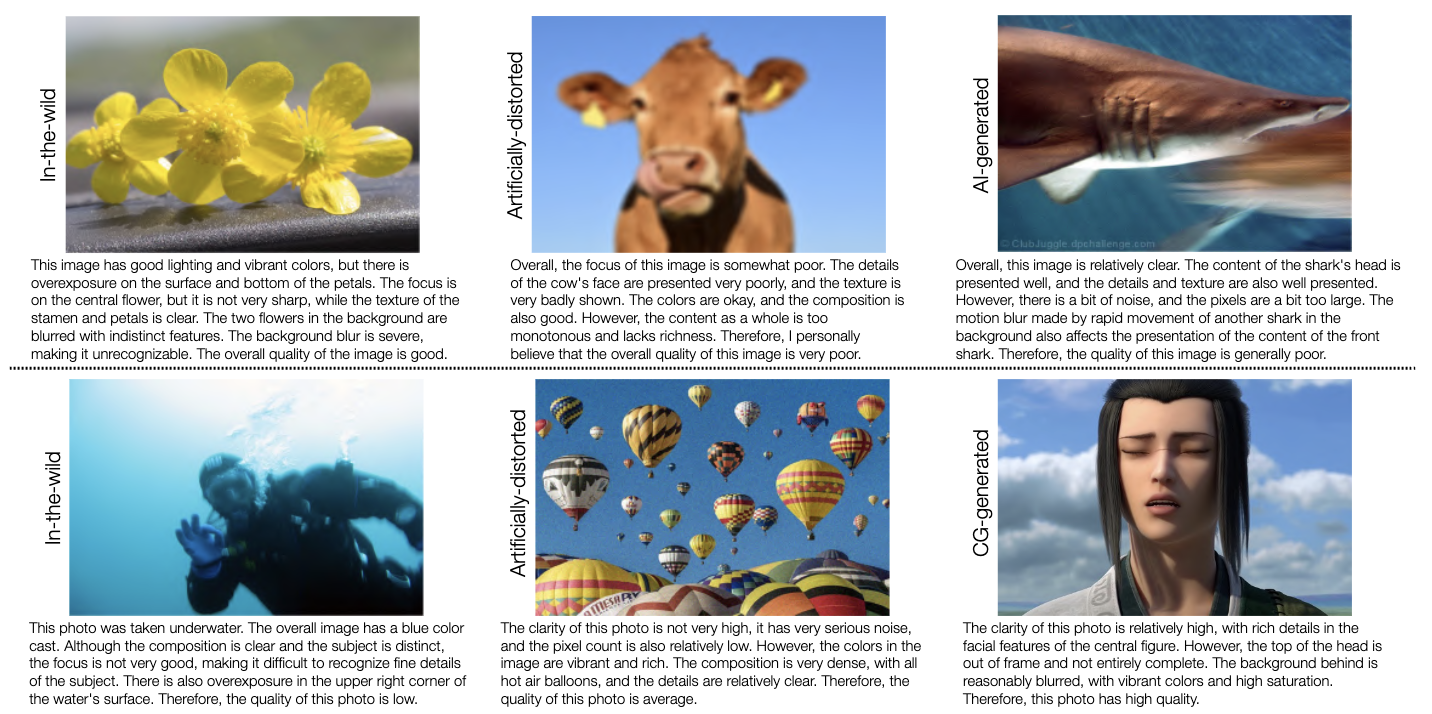 In-the-wild
Artificially-distorted
AI-generated
© ClubJuggle.dpchallenge.com
This image has good lighting and vibrant colors, but there is
overexposure on the surface and bottom of the petals. The focus is
on the central flower, but it is not very sharp, while the texture of the
stamen and petals is clear. The two flowers in the background are
blurred with indistinct features. The background blur is severe,
making it unrecognizable. The overall quality of the image is good.
Overall, the focus of this image is somewhat poor. The details
of the cow's face are presented very poorly, and the texture is
very badly shown. The colors are okay, and the composition is
also good. However, the content as a whole is too
monotonous and lacks richness. Therefore, I personally
believe that the overall quality of this image is very poor.
Overall, this image is relatively clear. The content of the shark's head is
presented well, and the details and texture are also well presented.
However, there is a bit of noise, and the pixels are a bit too large. The
motion blur made by rapid movement of another shark in the
background also affects the presentation of the content of the front
shark. Therefore, the quality of this image is generally poor.
In-the-wild
Artificially-distorted
CG-generated
This photo was taken underwater. The overall image has a blue color
cast. Although the composition is clear and the subject is distinct,
the focus is not very good, making it difficult to recognize fine details
of the subject. There is also overexposure in the upper right corner of
the water's surface. Therefore, the quality of this photo is low.
The clarity of this photo is not very high, it has very serious noise,
and the pixel count is also relatively low. However, the colors in the
image are vibrant and rich. The composition is very dense, with all
hot air balloons, and the details are relatively clear. Therefore, the
quality of this photo is average.
The clarity of this photo is relatively high, with rich details in the
facial features of the central figure. However, the top of the head is
out of frame and not entirely complete. The background behind is
reasonably blurred, with vibrant colors and high saturation.
Therefore, this photo has high quality.